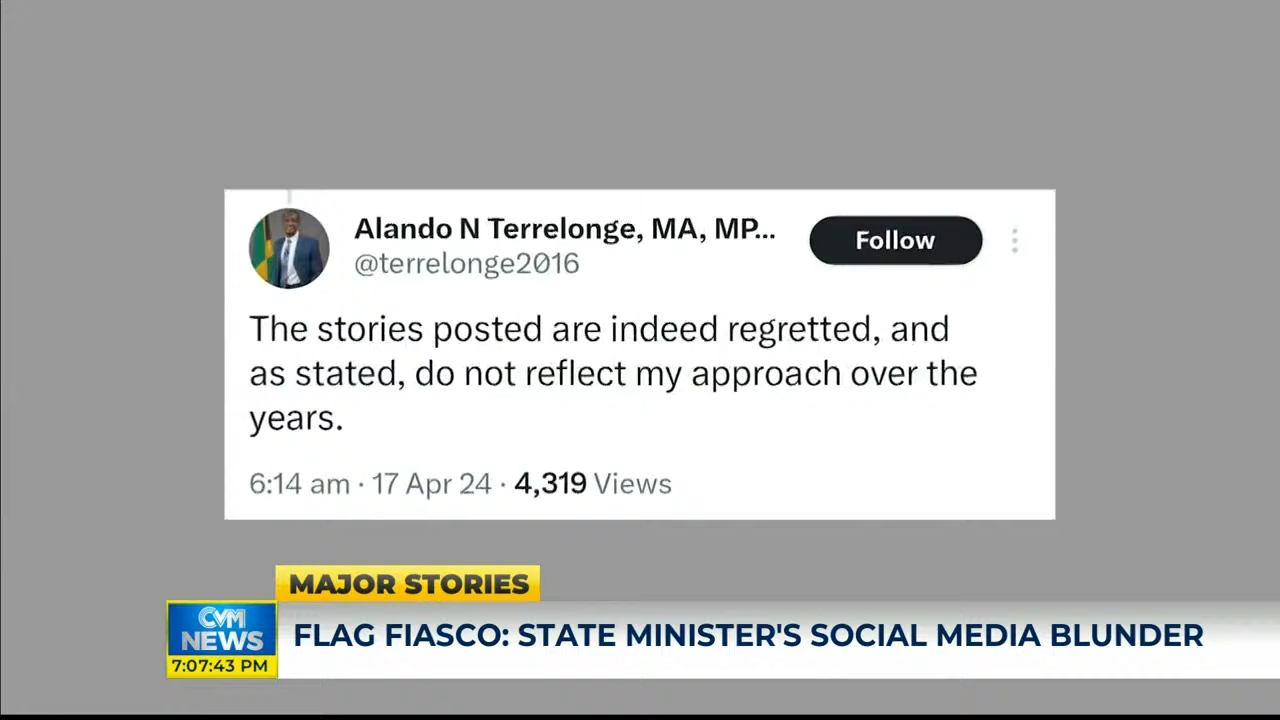 Alando N Terrelonge, MA, MP...
@terrelonge2016
Follow
The stories posted are indeed regretted, and
as stated, do not reflect my approach over the
years.
6:14 am · 17 Apr 24 · 4,319 Views
MAJOR STORIES
CVM
NEWS
7:07:43 PM
FLAG FIASCO: STATE MINISTER'S SOCIAL MEDIA BLUNDER